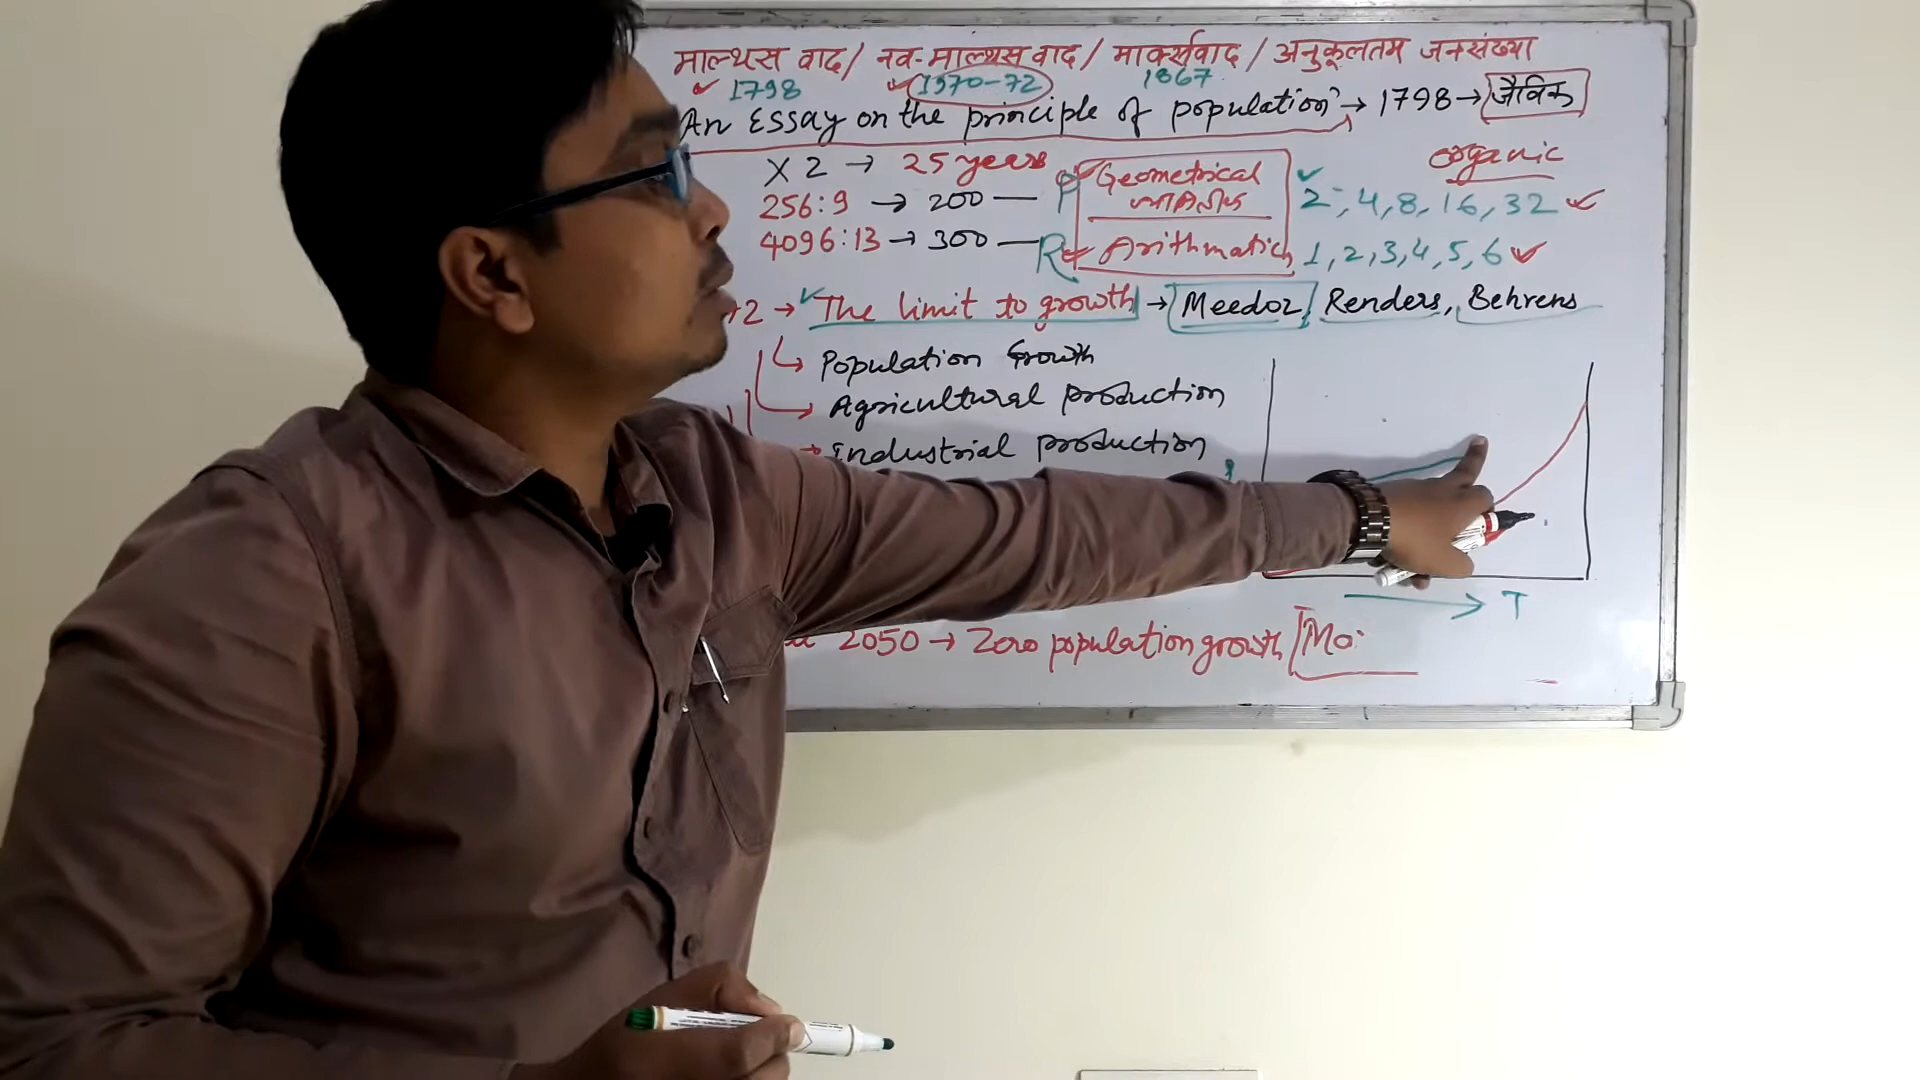 माल्थस वाद / नव-माल्थस वाद / मार्क्सवाद / अनुकूलतम जनसंख्या
1798 1970-72 1867
An Essay on the principle of population" → 1798 → जैविक
organic
X 2 → 25 years
P Geometrical 2, 4, 8, 16, 32
256:9 → 200 —
4096:13 → 300 — R Arithmatich 1, 2, 3, 4, 5, 6
72 → The limit to growth → Meedoz, Renders, Behrens
Population Growth
Agricultural production
Industrial production
T
2050 → Zero population growth